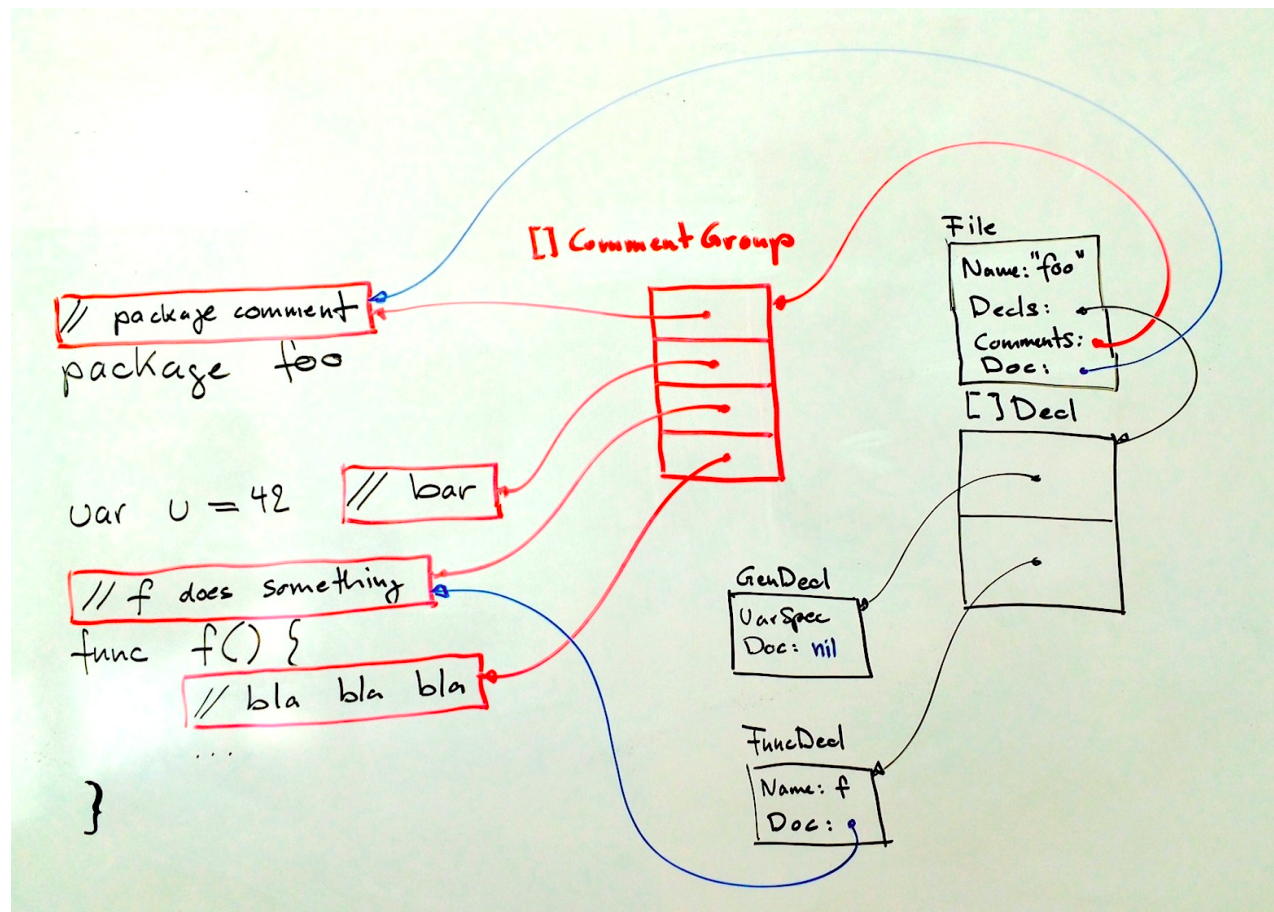 // package comment
package foo
var u = 42 // bar
// f does something
func f() {
// bla bla bla
...
}
[] CommentGroup
File
Name: "foo"
Decls:
Comments:
Doc:
[] Decl
GenDecl
VarSpec
Doc: nil
FuncDecl
Name: f
Doc: